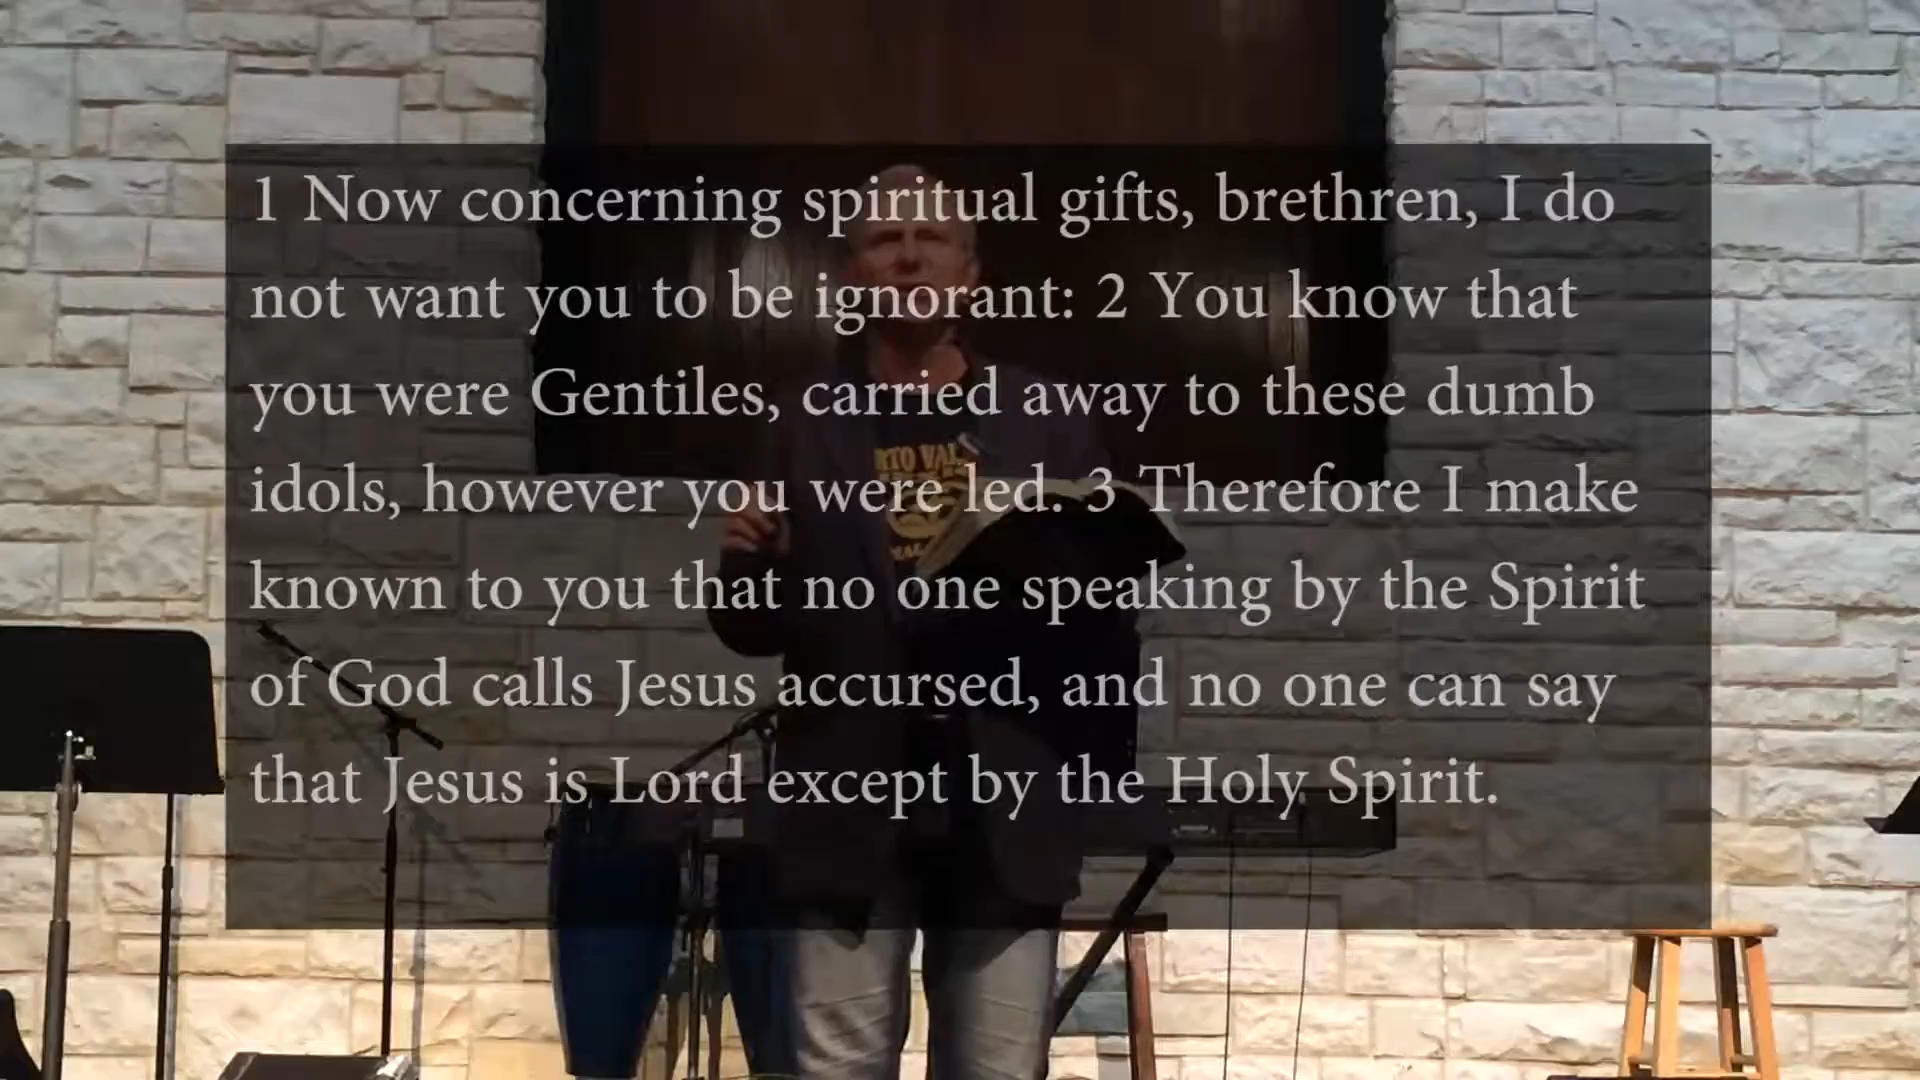 1 Now concerning spiritual gifts, brethren, I do
not want you to be ignorant: 2 You know that
you were Gentiles, carried away to these dumb
idols, however you were led. 3 Therefore I make
known to you that no one speaking by the Spirit
of God calls Jesus accursed, and no one can say
that Jesus is Lord except by the Holy Spirit.
RTO VAL